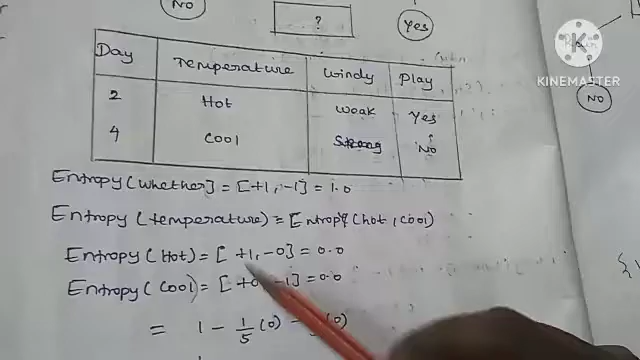 No
?
Yes
KINEMASTER
NO
Day Temperature windy Play
2 Hot weak Yes
4 Cool Strong No
Entropy (whether] = [+1, -1] = 1.0
Entropy (temperature) = Entropy (hot, cool)
Entropy (Hot) = [+1, -0] = 0.0
Entropy (Cool) = [+0, -1] = 0.0
= 1 - 1/5 (0) - (0)